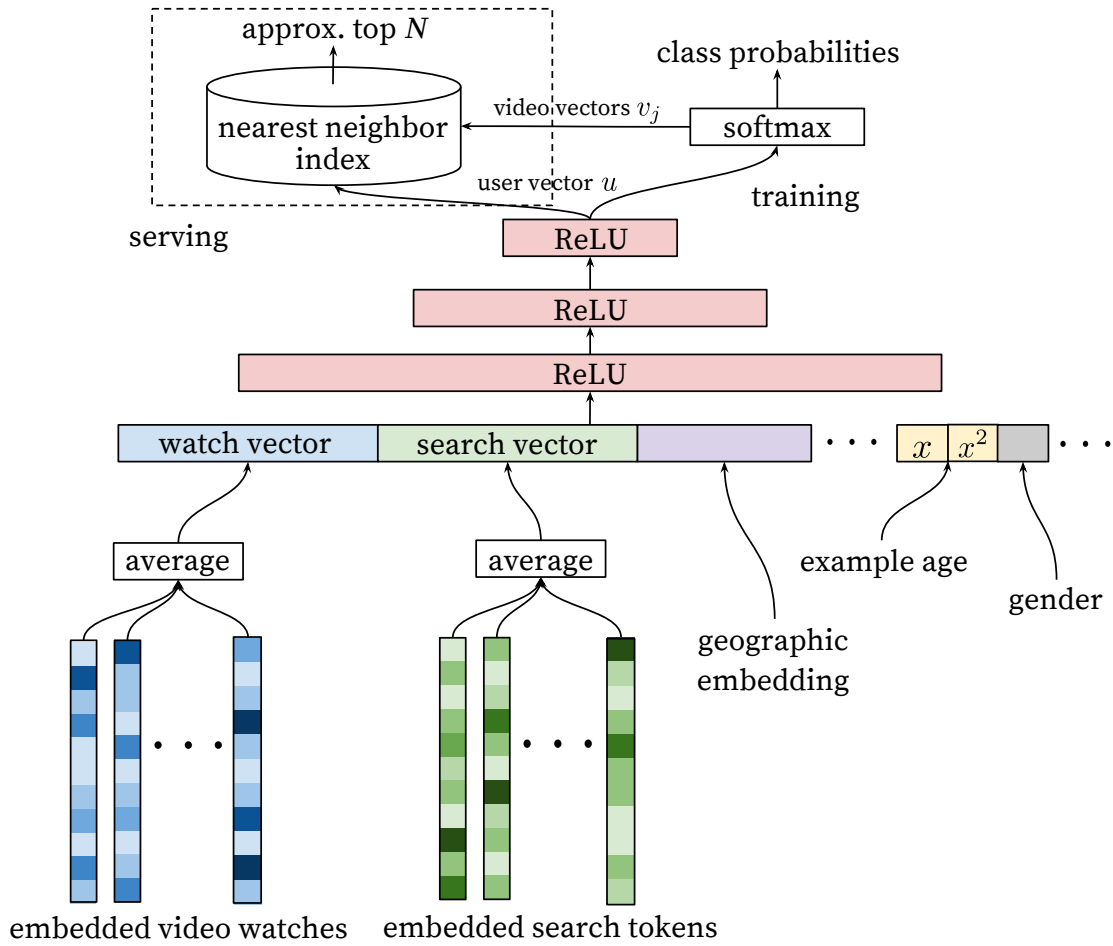 approx. top N
class probabilities
nearest neighbor
index
video vectors v_j
softmax
user vector u
training
serving
ReLU
ReLU
ReLU
watch vector
search vector
. . .
x
x²
. . .
average
average
example age
gender
geographic
embedding
. . .
. . .
embedded video watches
embedded search tokens